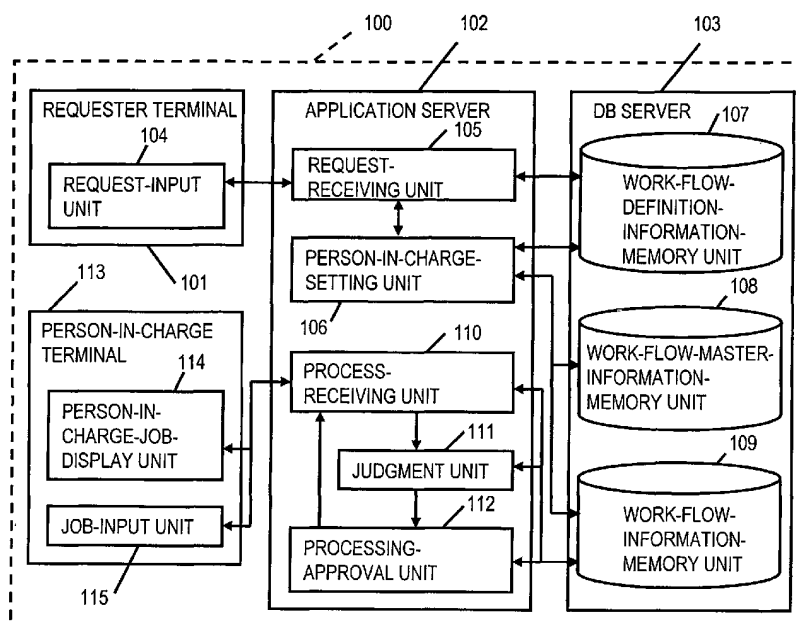 100
102
103
REQUESTER TERMINAL
104
REQUEST-INPUT
UNIT
101
113
PERSON-IN-CHARGE
TERMINAL
114
PERSON-IN-
CHARGE-JOB-
DISPLAY UNIT
JOB-INPUT UNIT
115
APPLICATION SERVER
105
REQUEST-
RECEIVING UNIT
PERSON-IN-CHARGE-
SETTING UNIT
106
110
PROCESS-
RECEIVING UNIT
111
JUDGMENT UNIT
112
PROCESSING-
APPROVAL UNIT
DB SERVER
107
WORK-FLOW-
DEFINITION-
INFORMATION-
MEMORY UNIT
108
WORK-FLOW-MASTER-
INFORMATION-
MEMORY UNIT
109
WORK-FLOW-
INFORMATION-
MEMORY UNIT